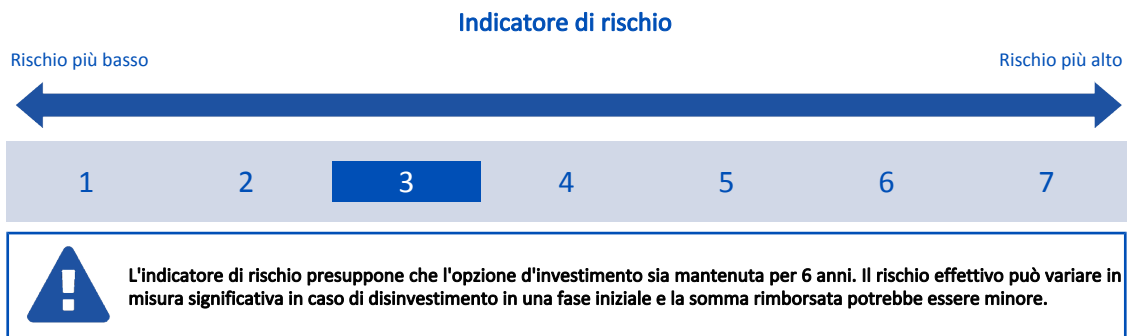 Indicatore di rischio
Rischio più basso
Rischio più alto
1 2 3 4 5 6 7
L'indicatore di rischio presuppone che l'opzione d'investimento sia mantenuta per 6 anni. Il rischio effettivo può variare in
misura significativa in caso di disinvestimento in una fase iniziale e la somma rimborsata potrebbe essere minore.